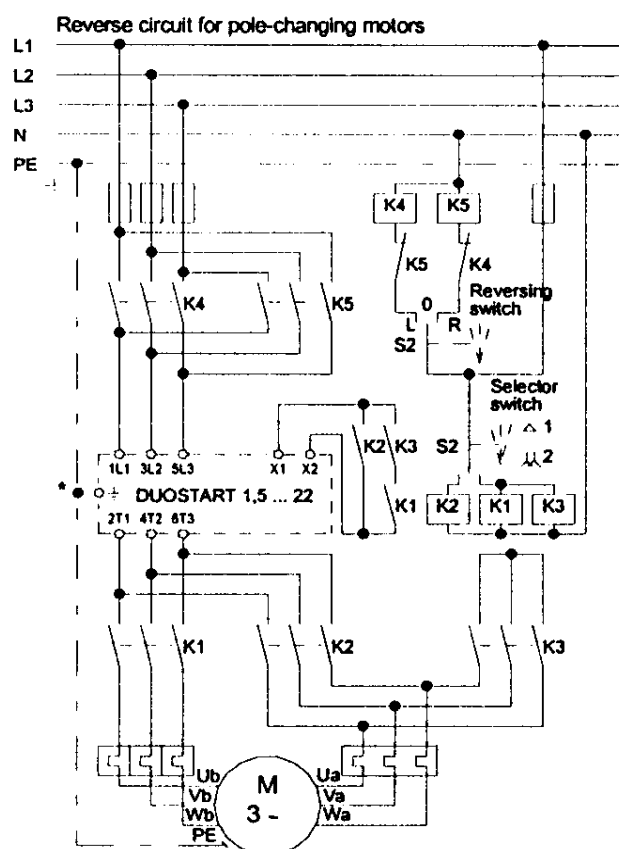 Reverse circuit for pole-changing motors
L1
L2
L3
N
PE
K4 K5
K5 K4
K4 K5
0
L R
S2
Reversing
switch
Selector
switch
S2
1
2
1L1 3L2 5L3 X1 X2
K2 K3
* DUOSTART 1,5 ... 22
K1
K2 K1 K3
2T1 4T2 6T3
K1 K2 K3
Ub Ua
Vb Va
Wb Wa
M
3 ~
PE